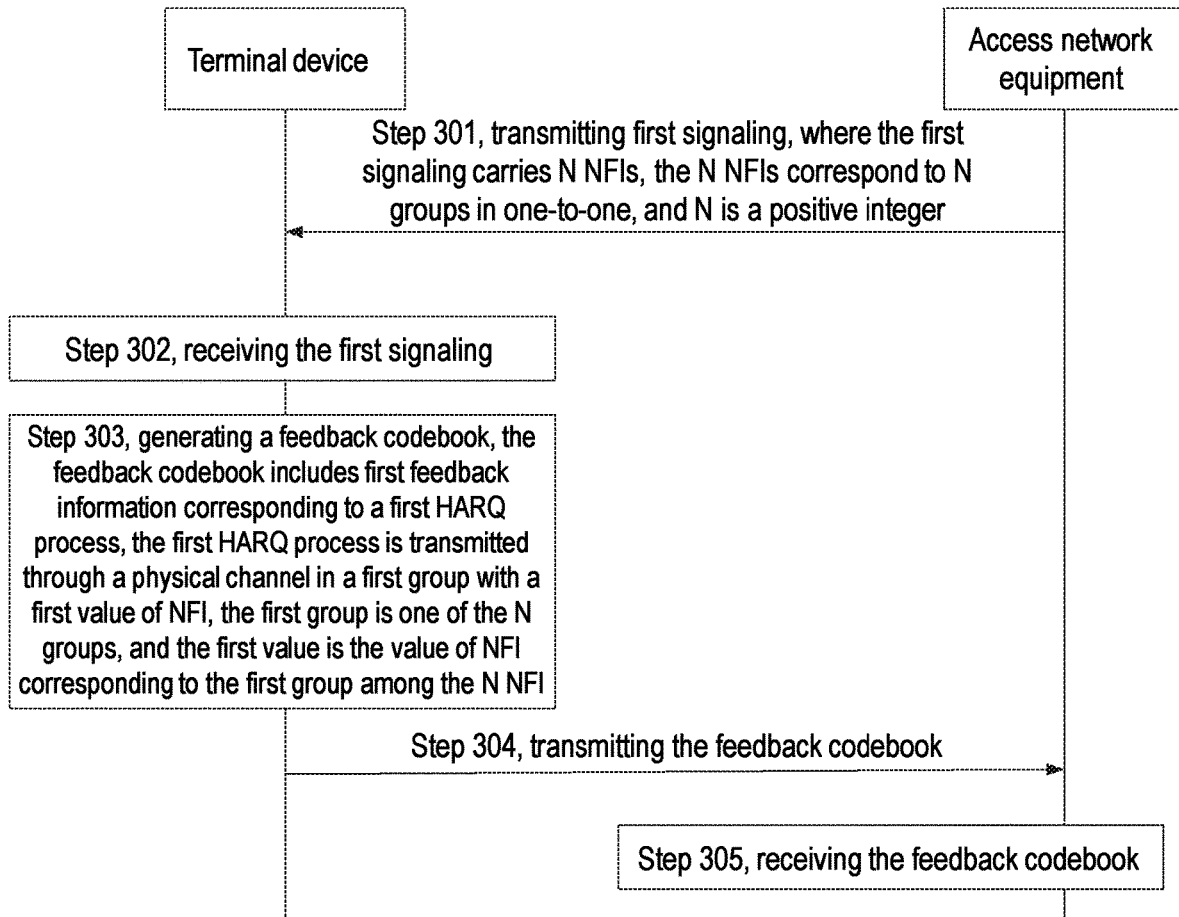 Terminal device
Access network
equipment
Step 301, transmitting first signaling, where the first
signaling carries N NFIs, the N NFIs correspond to N
groups in one-to-one, and N is a positive integer
Step 302, receiving the first signaling
Step 303, generating a feedback codebook, the
feedback codebook includes first feedback
information corresponding to a first HARQ
process, the first HARQ process is transmitted
through a physical channel in a first group with a
first value of NFI, the first group is one of the N
groups, and the first value is the value of NFI
corresponding to the first group among the N NFI
Step 304, transmitting the feedback codebook
Step 305, receiving the feedback codebook